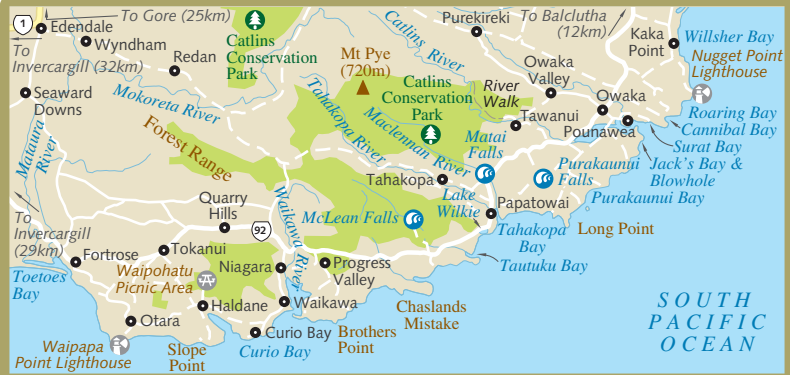 1
To Gore (25km)
Edendale
Wyndham
Redan
To
Invercargill (32km)
Seaward
Downs
Mokoreta River
Mataura
River
Catlins
Conservation
Park
Forest Range
Mt Pye
(720m)
Catlins
River
Purekireki
To Balclutha
(12km)
Kaka
Point
Willsher Bay
Nugget Point
Lighthouse
Owaka
Valley
River
Walk
Owaka
Catlins
Conservation
Park
Tahakopa River
Maclennan River
Tawanui
Pounawea
Roaring Bay
Cannibal Bay
Surat Bay
Jack's Bay &
Blowhole
Matai
Falls
Purakaunui
Falls
Purakaunui Bay
Tahakopa
Lake
Wilkie
Papatowai
Long Point
Tahakopa
Bay
Tautuku Bay
McLean Falls
Quarry
Hills
92
Waikawa River
To
Invercargill
(29km)
Fortrose
Tokanui
Waipohatu
Picnic Area
Niagara
Progress
Valley
Toetoes
Bay
Haldane
Waikawa
Chaslands
Mistake
Otara
Curio Bay
Brothers
Point
Waipapa
Point Lighthouse
Slope
Point
Curio Bay
SOUTH
PACIFIC
OCEAN